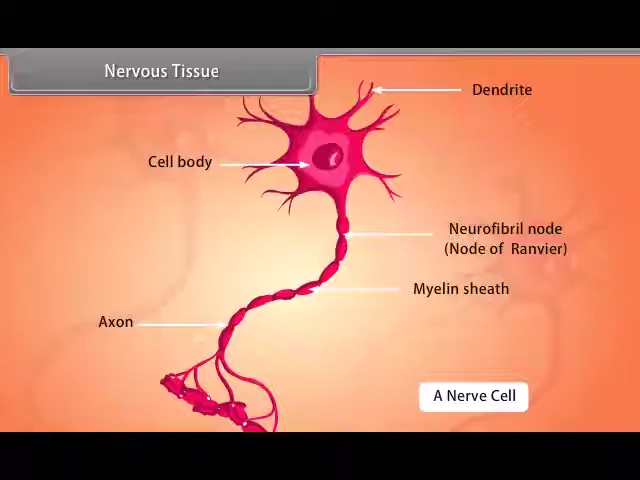 Nervous Tissue
Dendrite
Cell body
Neurofibril node
(Node of Ranvier)
Myelin sheath
Axon
A Nerve Cell